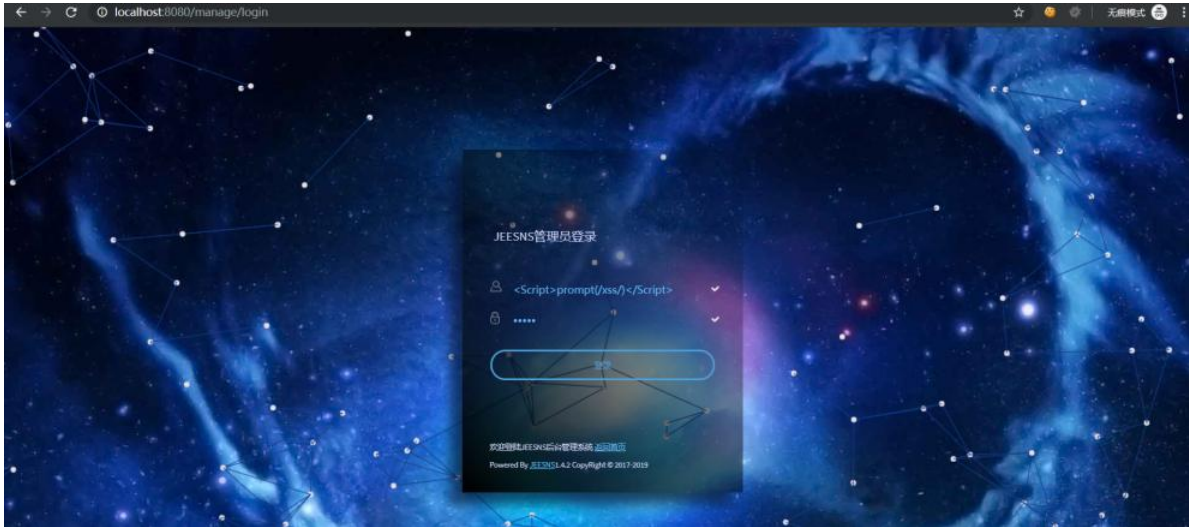 localhost:8080/manage/login
无痕模式
JEESNS管理员登录
<Script>prompt(/xss/)</Script>
•••••
欢迎登陆JEESNS后台管理系统 返回首页
Powered By JEESNS1.4.2 CopyRight © 2017-2019